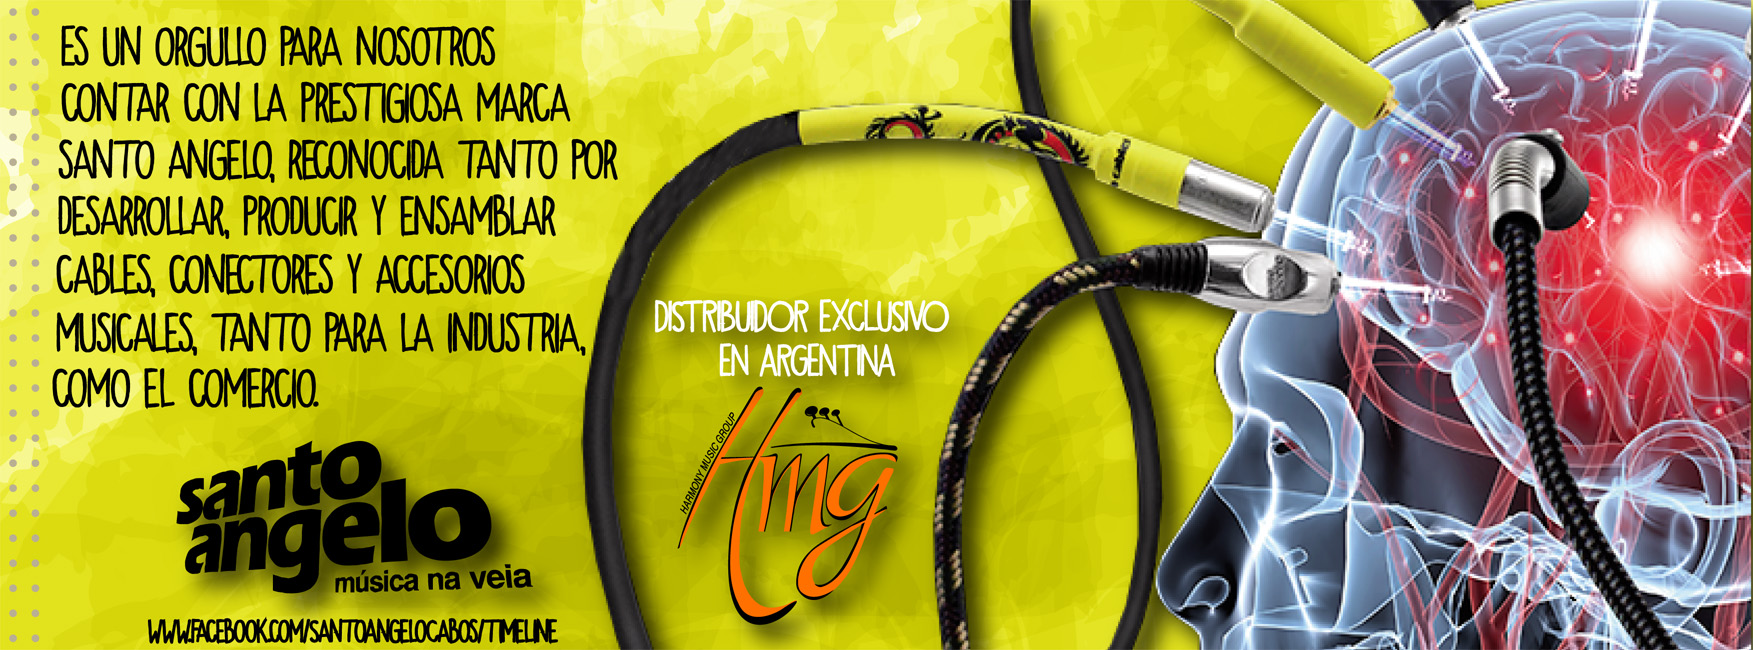 ES UN ORGULLO PARA NOSOTROS
CONTAR CON LA PRESTIGIOSA MARCA
SANTO ANGELO, RECONOCIDA TANTO POR
DESARROLLAR, PRODUCIR Y ENSAMBLAR
CABLES, CONECTORES Y ACCESORIOS
MUSICALES, TANTO PARA LA INDUSTRIA,
COMO EL COMERCIO.
santo
angelo
música na veia
WWW.FACEBOOK.COM/SANTOANGELOCABOS/TIMELINE
DISTRIBUIDOR EXCLUSIVO
EN ARGENTINA
HARMONY MUSIC GROUP
Hmg